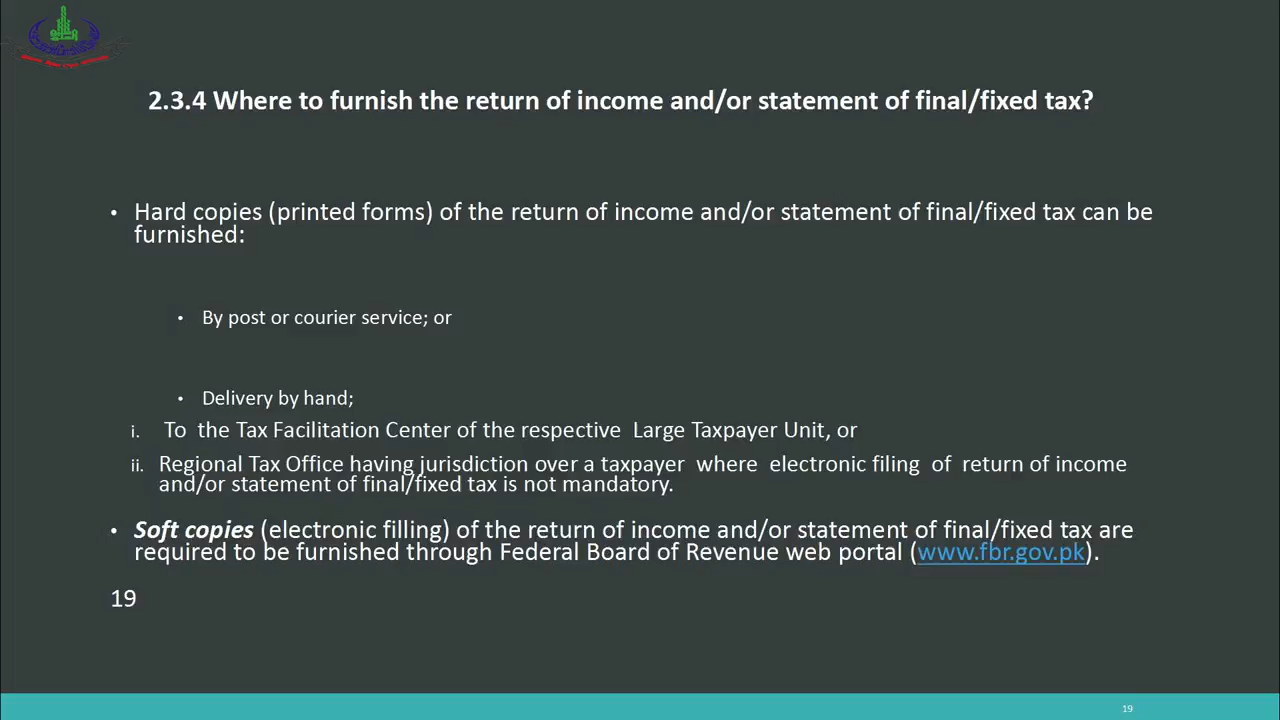 2.3.4 Where to furnish the return of income and/or statement of final/fixed tax?
• Hard copies (printed forms) of the return of income and/or statement of final/fixed tax can be
furnished:
• By post or courier service; or
• Delivery by hand;
i. To the Tax Facilitation Center of the respective Large Taxpayer Unit, or
ii. Regional Tax Office having jurisdiction over a taxpayer where electronic filing of return of income
and/or statement of final/fixed tax is not mandatory.
• Soft copies (electronic filling) of the return of income and/or statement of final/fixed tax are
required to be furnished through Federal Board of Revenue web portal (www.fbr.gov.pk).
19
19